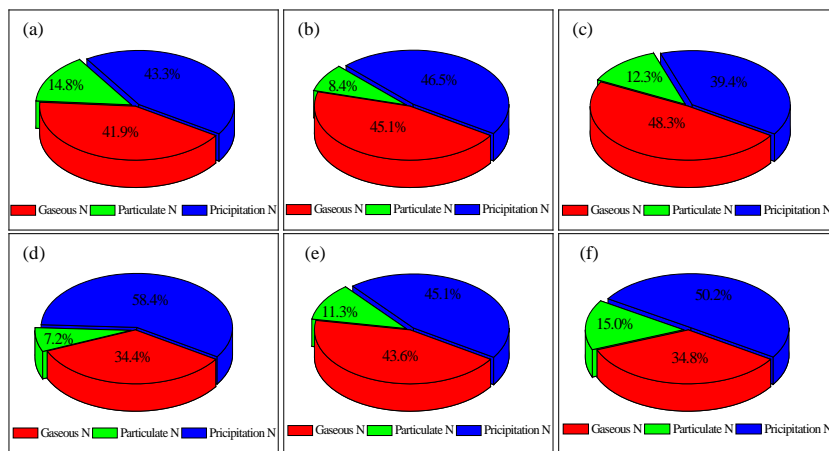 (a)
43.3%
14.8%
41.9%
Gaseous N Particulate N Pricipitation N
(b)
46.5%
8.4%
45.1%
Gaseous N Particulate N Pricipitation N
(c)
39.4%
12.3%
48.3%
Gaseous N Particulate N Pricipitation N
(d)
58.4%
7.2%
34.4%
Gaseous N Particulate N Pricipitation N
(e)
45.1%
11.3%
43.6%
Gaseous N Particulate N Pricipitation N
(f)
50.2%
15.0%
34.8%
Gaseous N Particulate N Pricipitation N